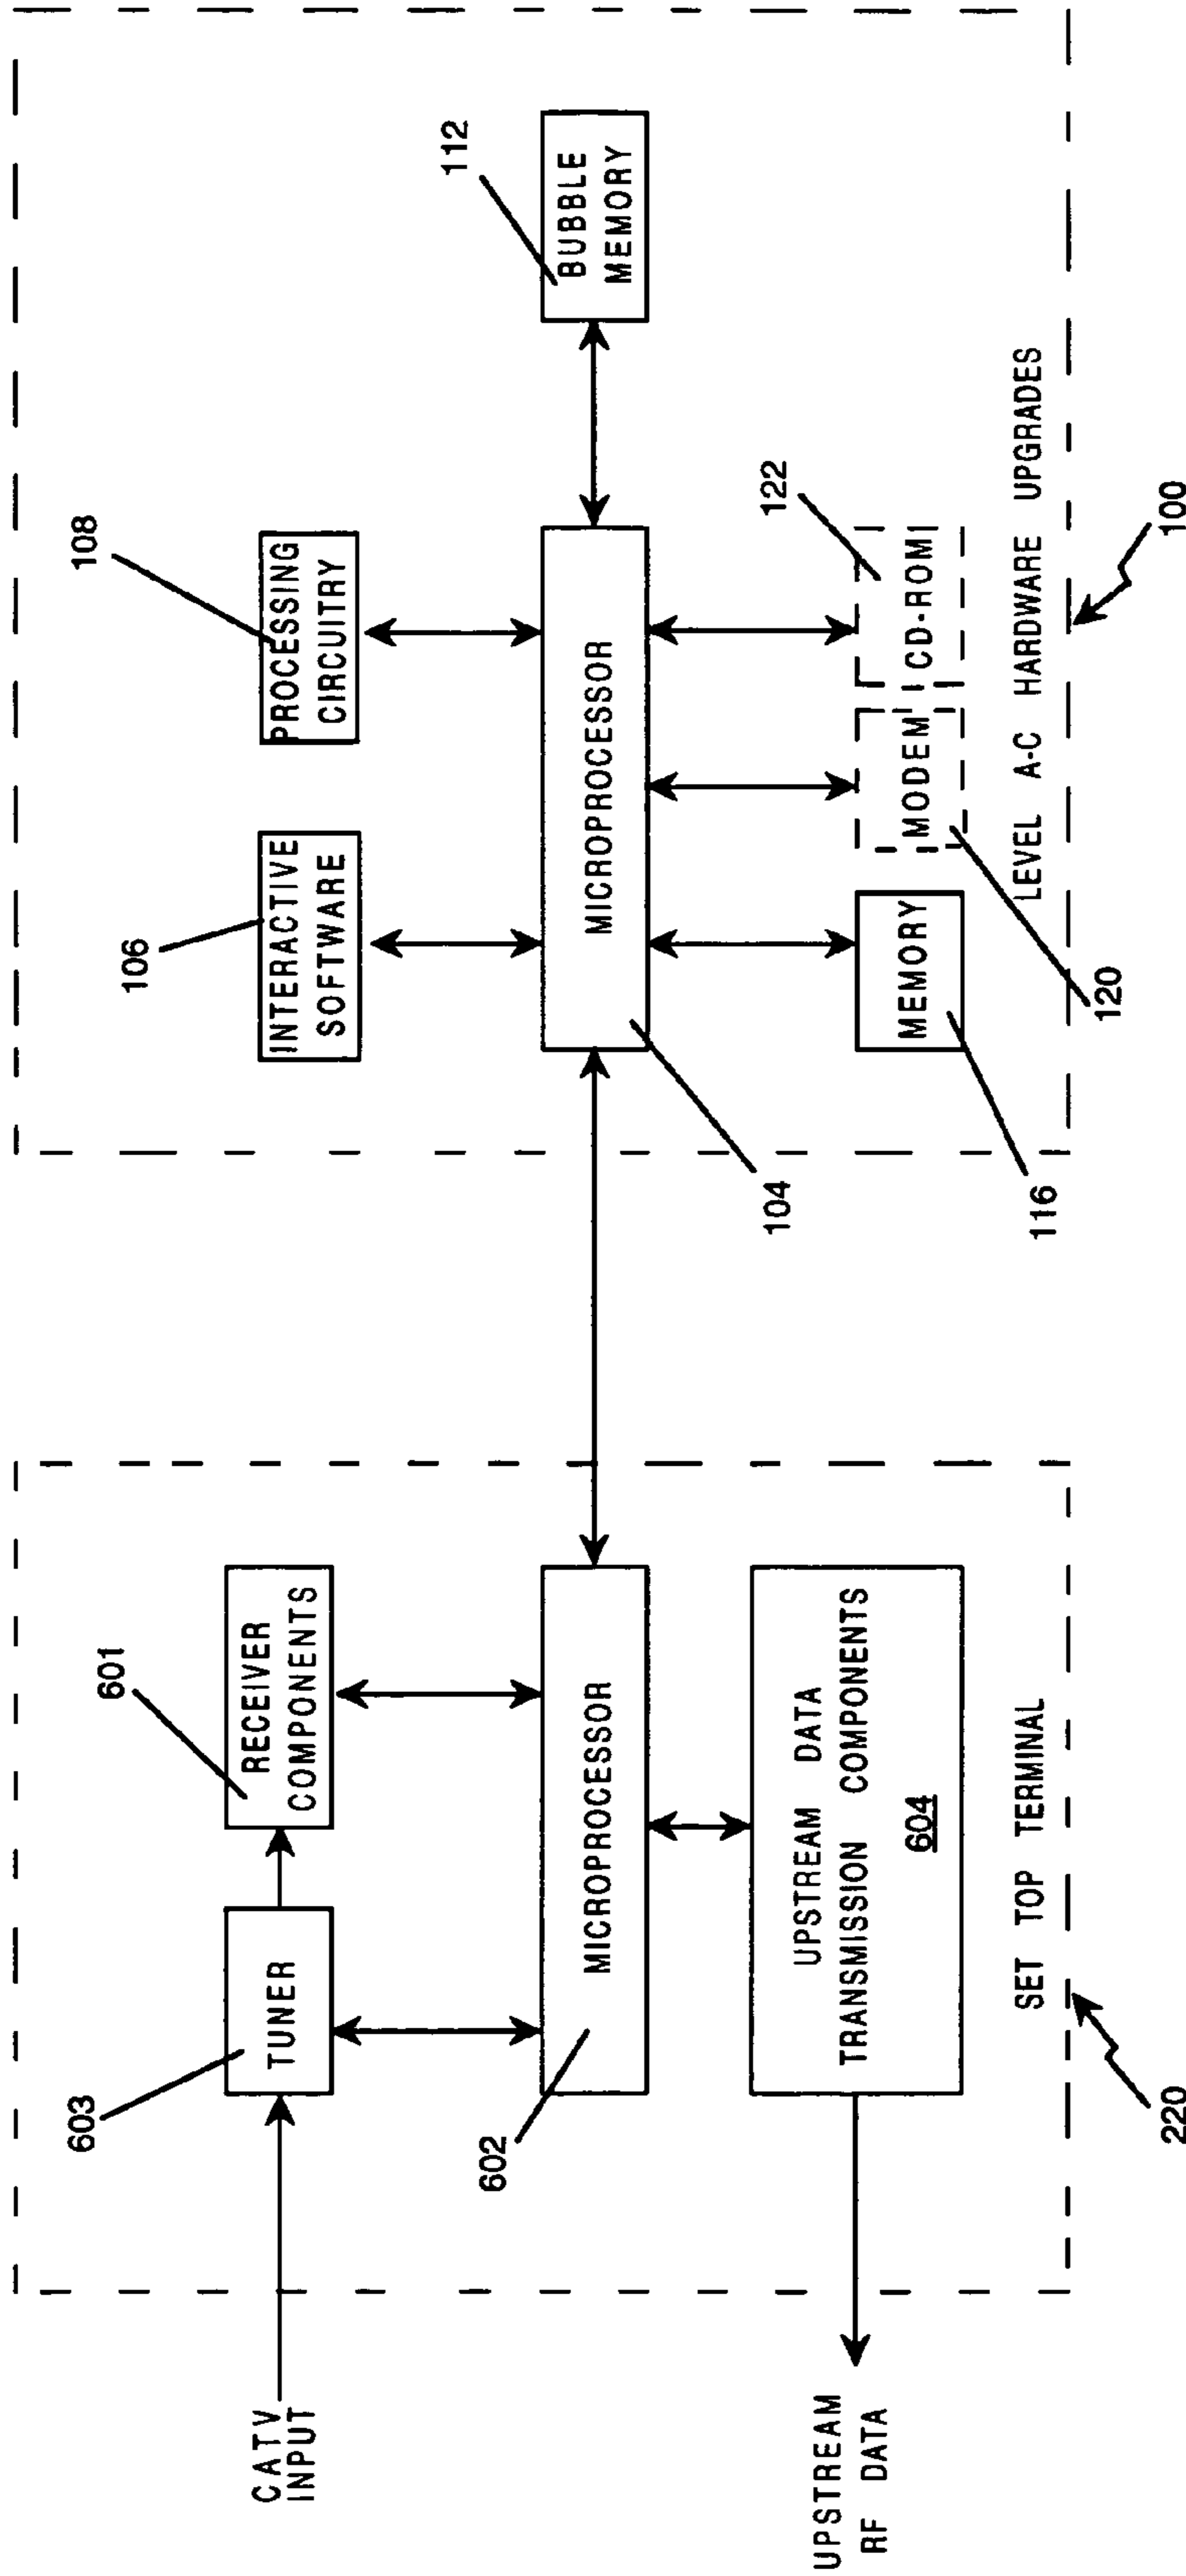 CATV
INPUT
UPSTREAM
RF DATA
603
TUNER
601
RECEIVER
COMPONENTS
602
MICROPROCESSOR
UPSTREAM DATA
TRANSMISSION COMPONENTS
604
SET TOP TERMINAL
220
106
INTERACTIVE
SOFTWARE
108
PROCESSING
CIRCUITRY
MICROPROCESSOR
104
112
BUBBLE
MEMORY
MEMORY
116
MODEM
120
CD-ROM
122
LEVEL A-C HARDWARE UPGRADES
100